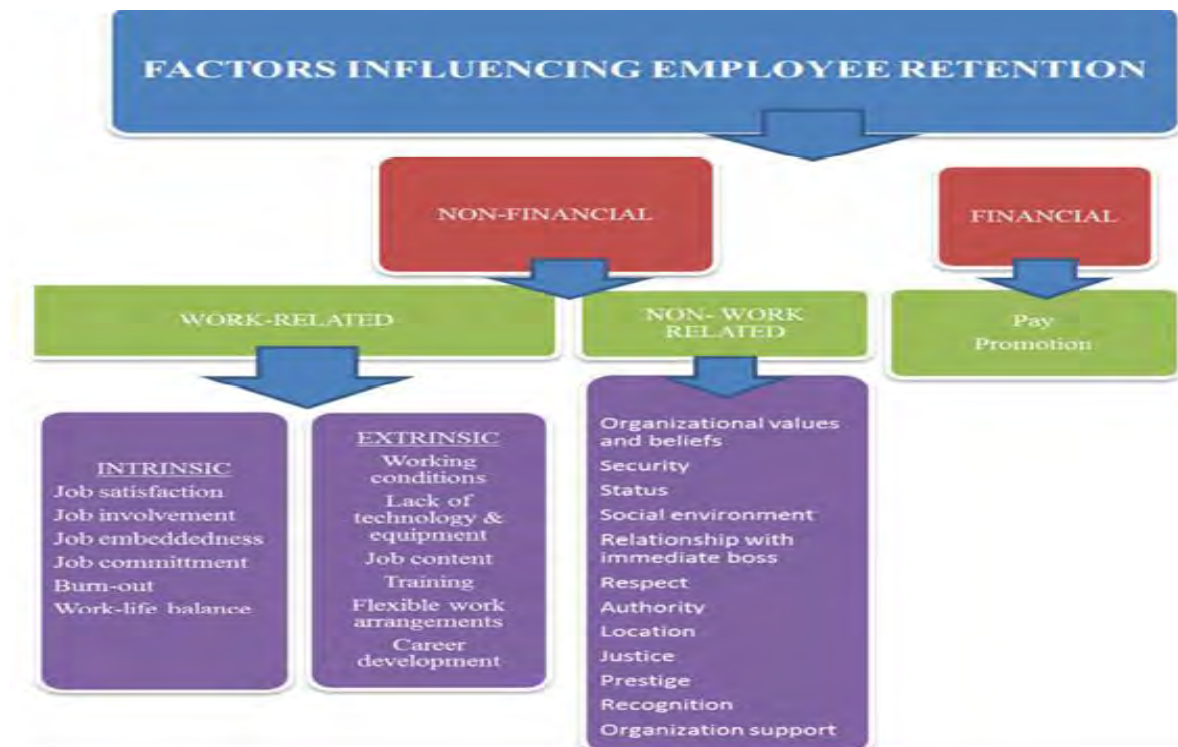 FACTORS INFLUENCING EMPLOYEE RETENTION
NON-FINANCIAL
FINANCIAL
WORK-RELATED
NON- WORK
RELATED
Pay
Promotion
INTRINSIC
Job satisfaction
Job involvement
Job embeddedness
Job committment
Burn-out
Work-life balance
EXTRINSIC
Working
conditions
Lack of
technology &
equipment
Job content
Training
Flexible work
arrangements
Career
development
Organizational values
and beliefs
Security
Status
Social environment
Relationship with
immediate boss
Respect
Authority
Location
Justice
Prestige
Recognition
Organization support